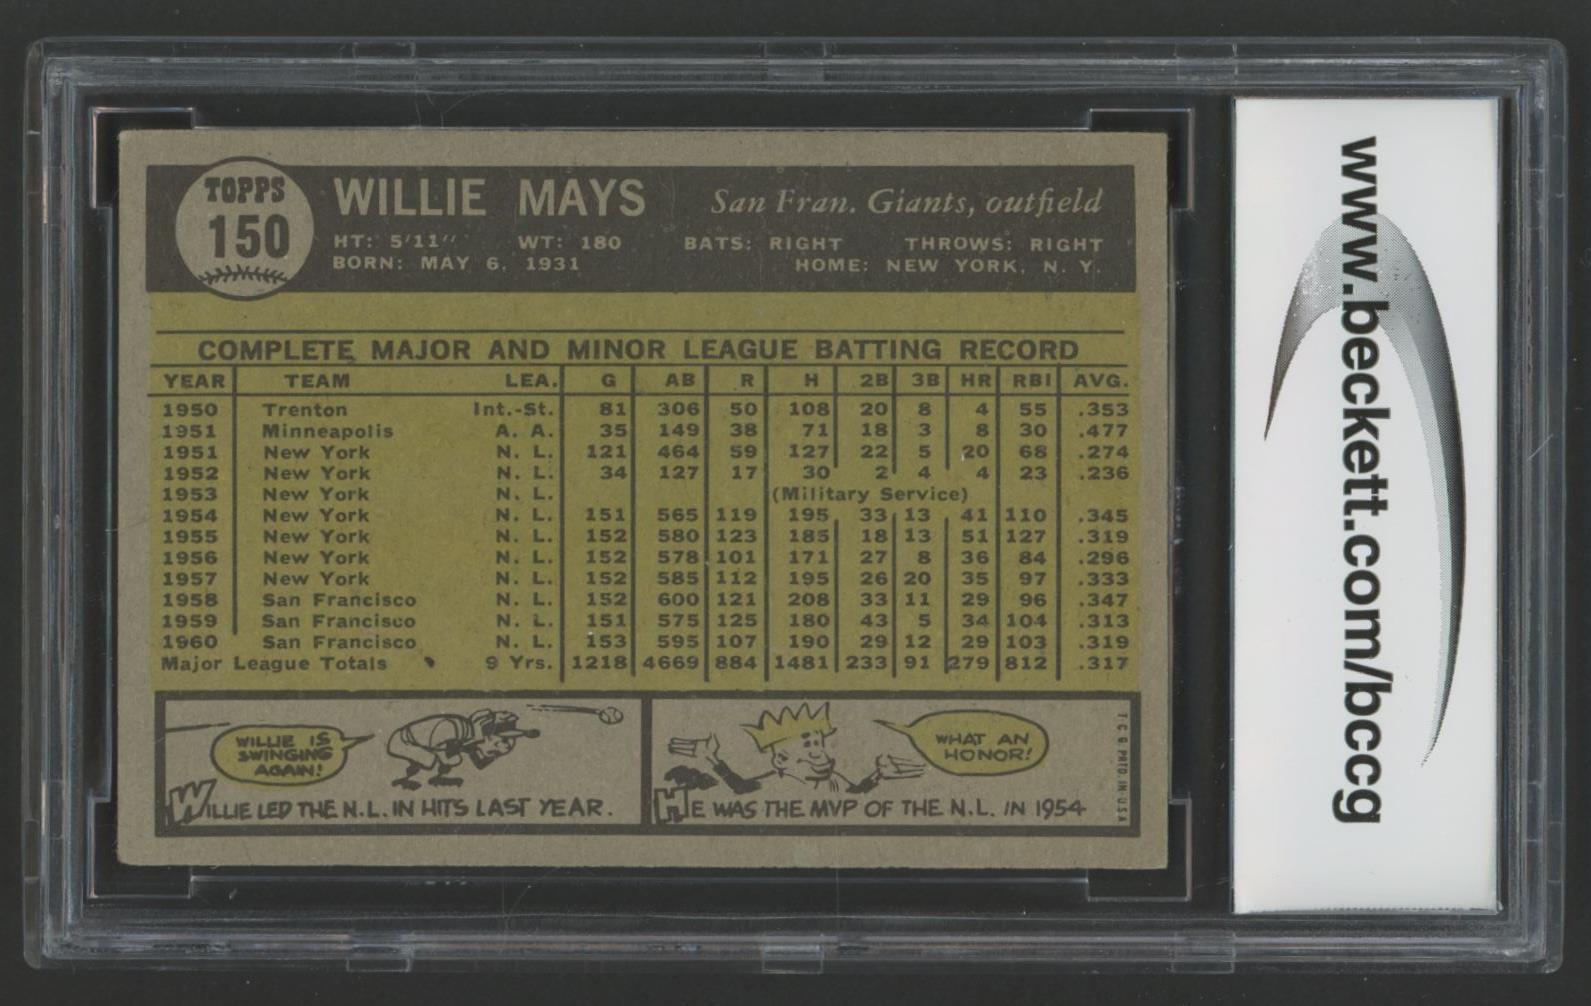 TOPPS
150
WILLIE MAYS
San Fran. Giants, outfield
HT: 5'11" WT: 180 BATS: RIGHT THROWS: RIGHT
BORN: MAY 6, 1931 HOME: NEW YORK, N. Y.
COMPLETE MAJOR AND MINOR LEAGUE BATTING RECORD
YEAR TEAM LEA. G AB R H 2B 3B HR RBI AVG.
1950 Trenton Int.-St. 81 306 50 108 20 8 4 55 .353
1951 Minneapolis A. A. 35 149 38 71 18 3 8 30 .477
1951 New York N. L. 121 464 59 127 22 5 20 68 .274
1952 New York N. L. 34 127 17 30 2 4 4 23 .236
1953 New York N. L. (Military Service)
1954 New York N. L. 151 565 119 195 33 13 41 110 .345
1955 New York N. L. 152 580 123 185 18 13 51 127 .319
1956 New York N. L. 152 578 101 171 27 8 36 84 .296
1957 New York N. L. 152 585 112 195 26 20 35 97 .333
1958 San Francisco N. L. 152 600 121 208 33 11 29 96 .347
1959 San Francisco N. L. 151 575 125 180 43 5 34 104 .313
1960 San Francisco N. L. 153 595 107 190 29 12 29 103 .319
Major League Totals 9 Yrs. 1218 4669 884 1481 233 91 279 812 .317
WILLIE IS
SWINGING
AGAIN!
WILLIE LED THE N.L. IN HITS LAST YEAR.
WHAT AN
HONOR!
HE WAS THE MVP OF THE N.L. IN 1954
T. C. G. PRTD. IN U.S.A.
www.beckett.com/bccg